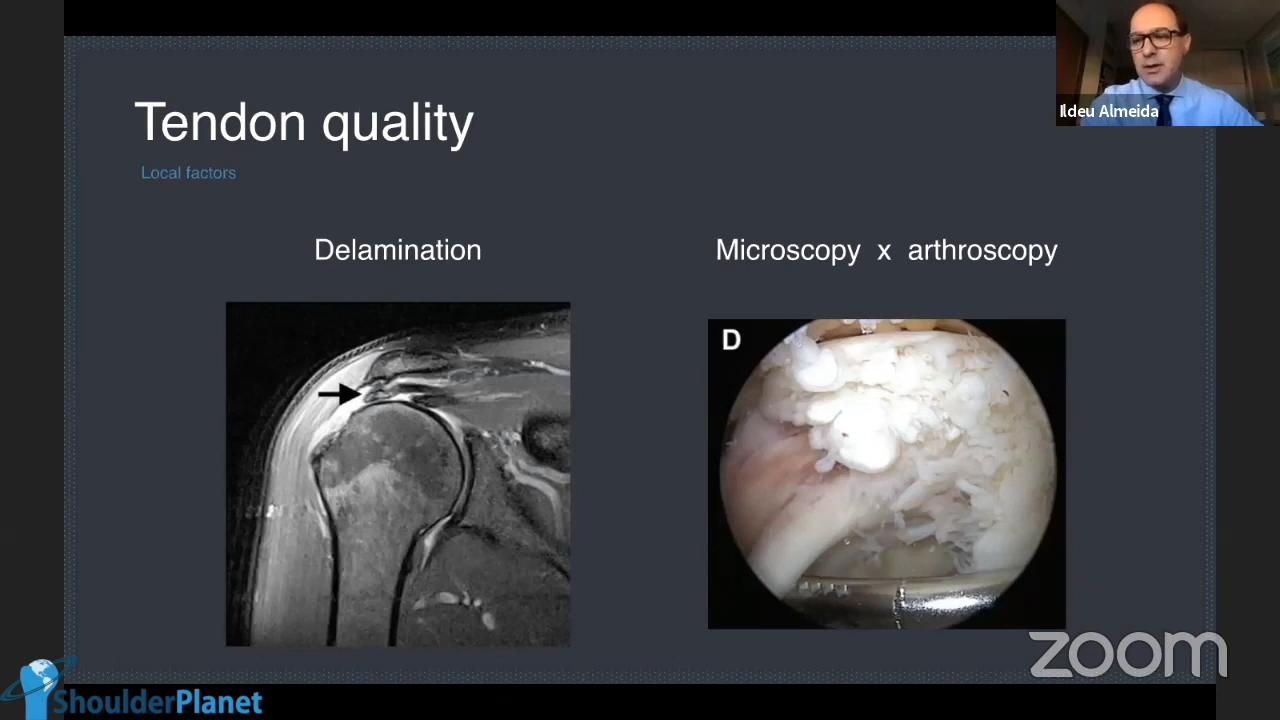 Tendon quality
Local factors
Delamination
Microscopy x arthroscopy
D
Ildeu Almeida
zoom
ShoulderPlanet